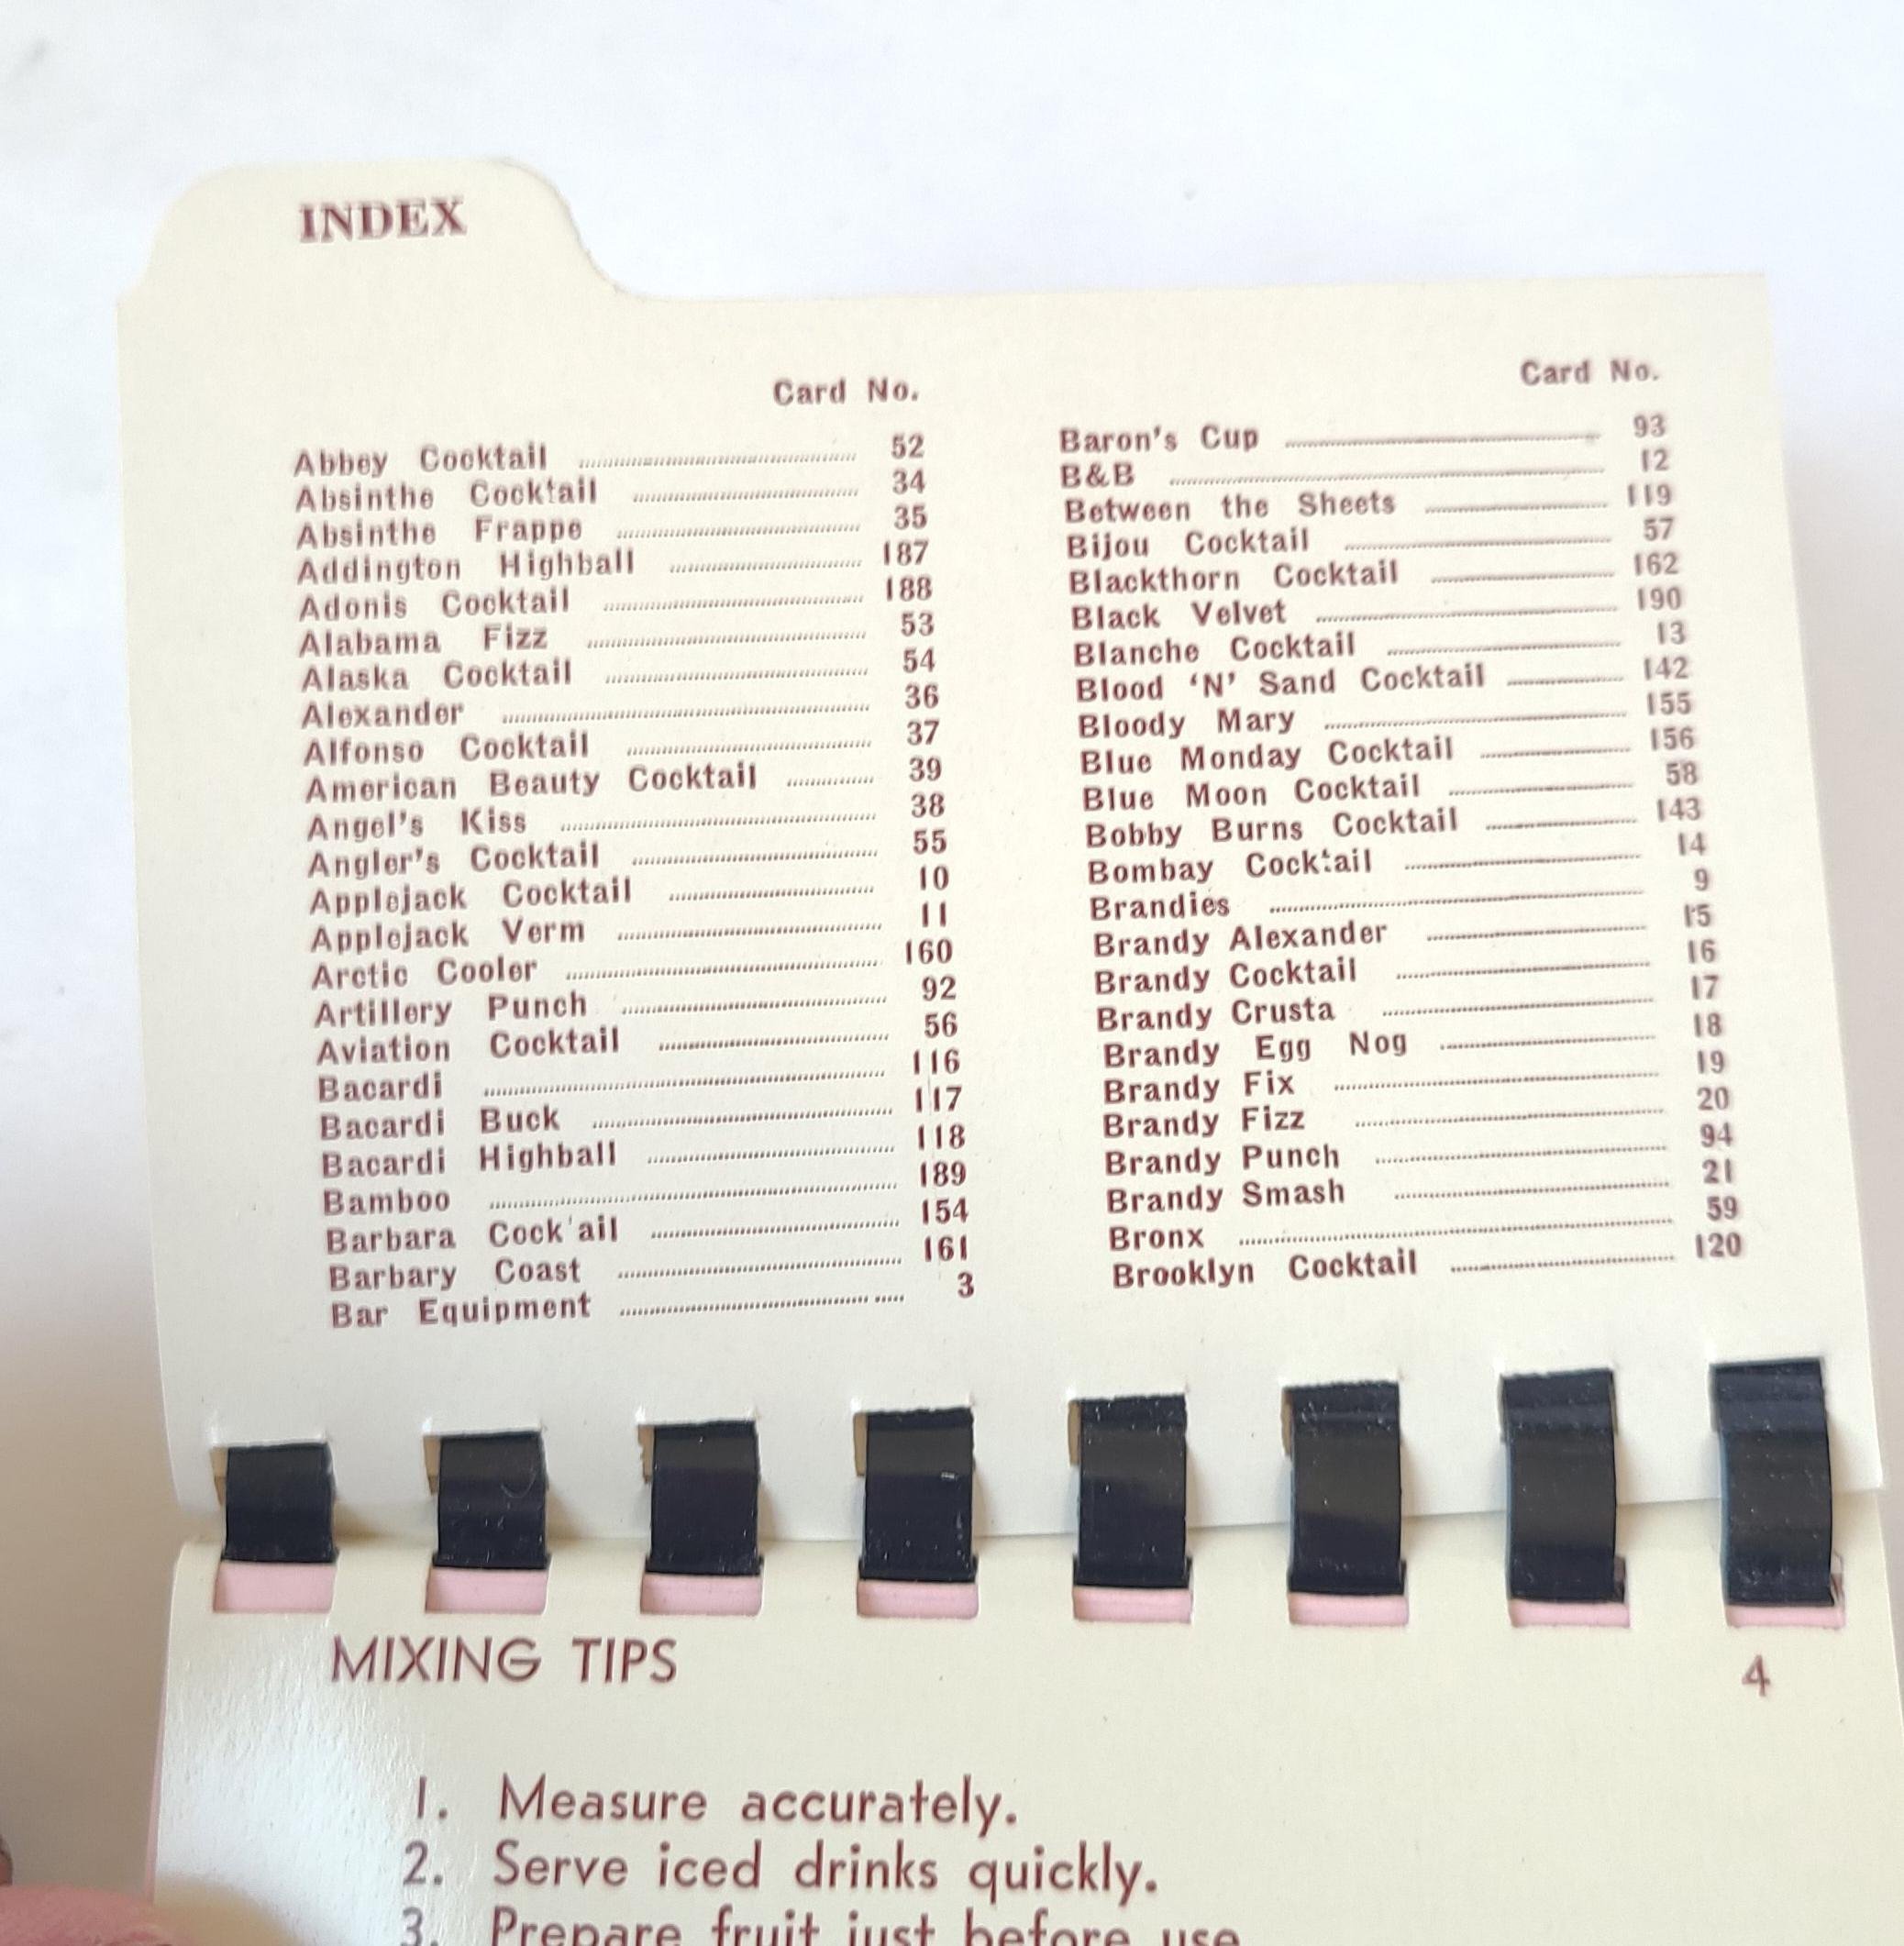 INDEX
Card No.
Abbey Cocktail 52
Absinthe Cocktail 34
Absinthe Frappe 35
Addington Highball 187
Adonis Cocktail 188
Alabama Fizz 53
Alaska Cocktail 54
Alexander 36
Alfonso Cocktail 37
American Beauty Cocktail 39
Angel's Kiss 38
Angler's Cocktail 55
Applejack Cocktail 10
Applejack Verm 11
Arctic Cooler 160
Artillery Punch 92
Aviation Cocktail 56
Bacardi 116
Bacardi Buck 117
Bacardi Highball 118
Bamboo 189
Barbara Cock'ail 154
Barbary Coast 161
Bar Equipment 3
Card No.
Baron's Cup 93
B&B 12
Between the Sheets 119
Bijou Cocktail 57
Blackthorn Cocktail 162
Black Velvet 190
Blanche Cocktail 13
Blood ‘N’ Sand Cocktail 142
Bloody Mary 155
Blue Monday Cocktail 156
Blue Moon Cocktail 58
Bobby Burns Cocktail 143
Bombay Cocktail 14
Brandies 9
Brandy Alexander 15
Brandy Cocktail 16
Brandy Crusta 17
Brandy Egg Nog 18
Brandy Fix 19
Brandy Fizz 20
Brandy Punch 94
Brandy Smash 21
Bronx 59
Brooklyn Cocktail 120
MIXING TIPS 4
1. Measure accurately.
2. Serve iced drinks quickly.
3. Prepare fruit just before use